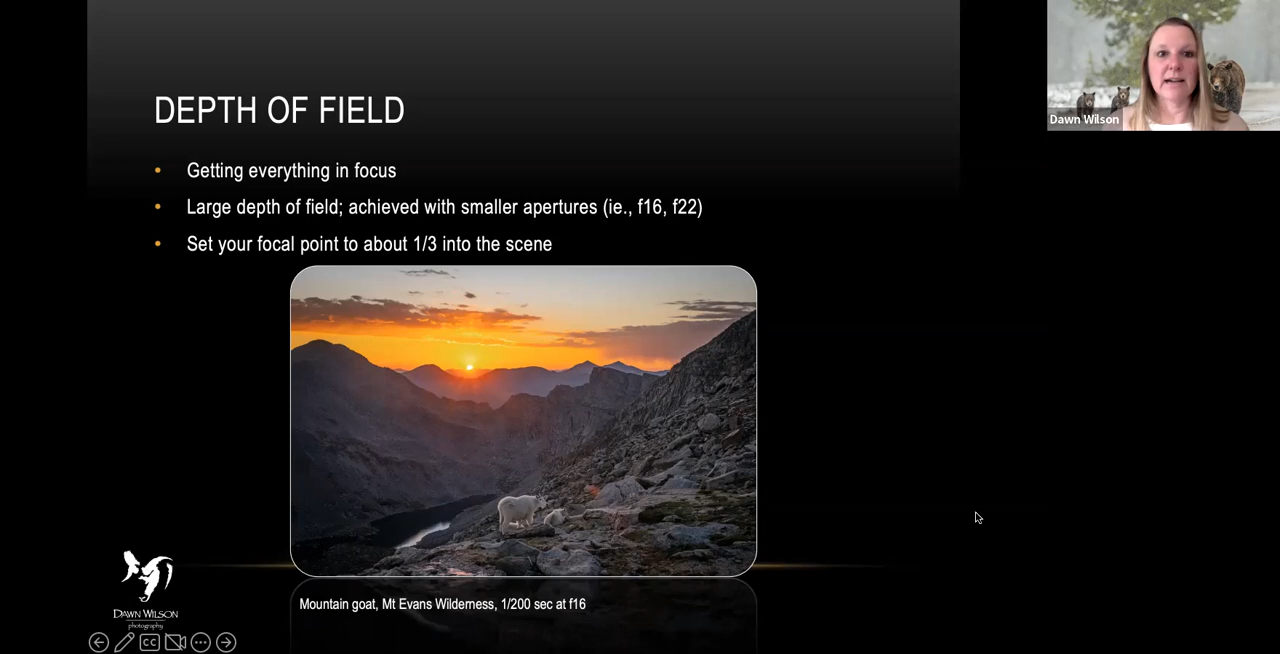 DEPTH OF FIELD
• Getting everything in focus
• Large depth of field; achieved with smaller apertures (ie., f16, f22)
• Set your focal point to about 1/3 into the scene
Mountain goat, Mt Evans Wilderness, 1/200 sec at f16
DAWN WILSON
photography
CC
Dawn Wilson